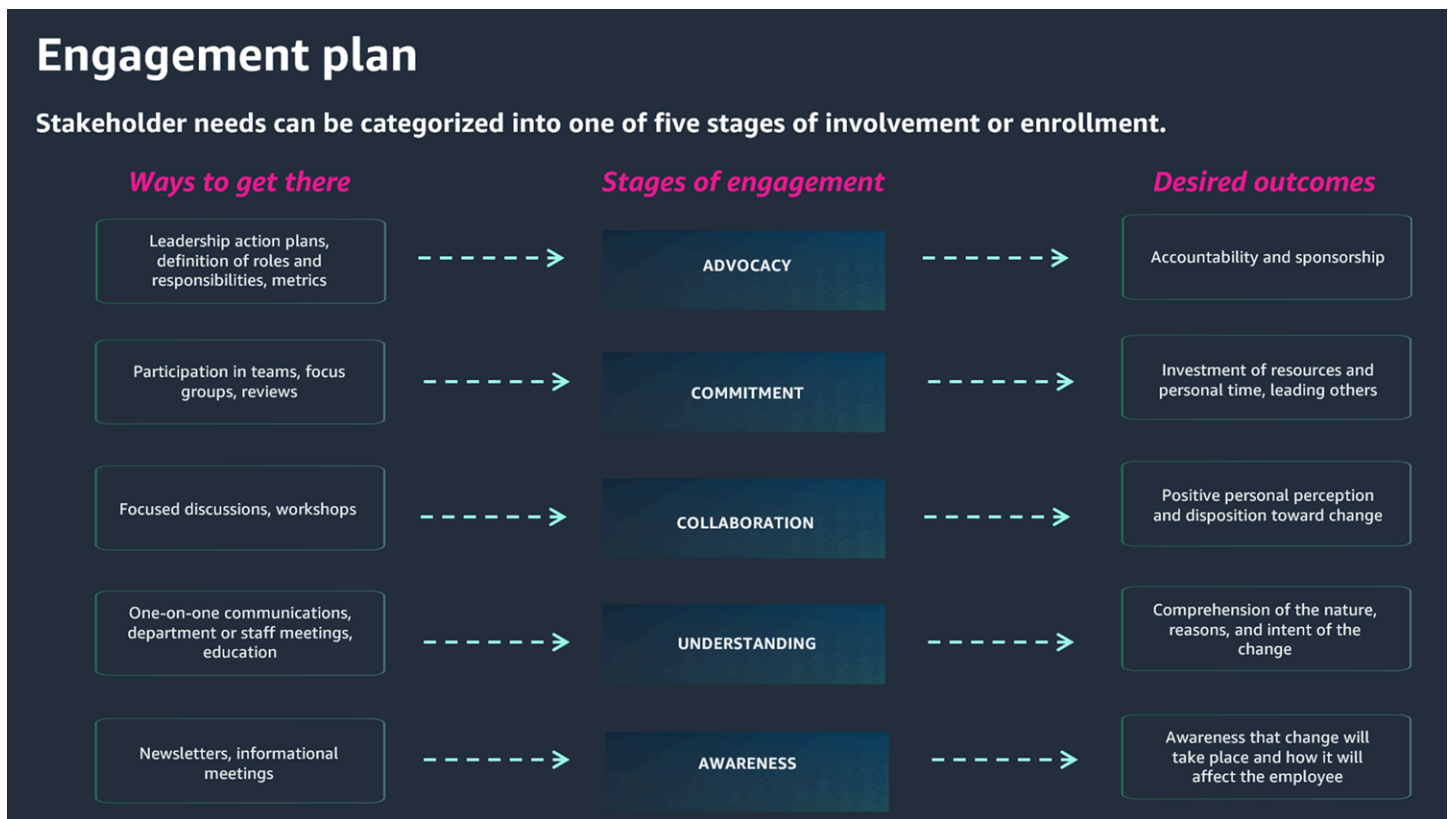 Engagement plan
Stakeholder needs can be categorized into one of five stages of involvement or enrollment.
Ways to get there
Stages of engagement
Desired outcomes
Leadership action plans,
definition of roles and
responsibilities, metrics
ADVOCACY
Accountability and sponsorship
Participation in teams, focus
groups, reviews
COMMITMENT
Investment of resources and
personal time, leading others
Focused discussions, workshops
COLLABORATION
Positive personal perception
and disposition toward change
One-on-one communications,
department or staff meetings,
education
UNDERSTANDING
Comprehension of the nature,
reasons, and intent of the
change
Newsletters, informational
meetings
AWARENESS
Awareness that change will
take place and how it will
affect the employee